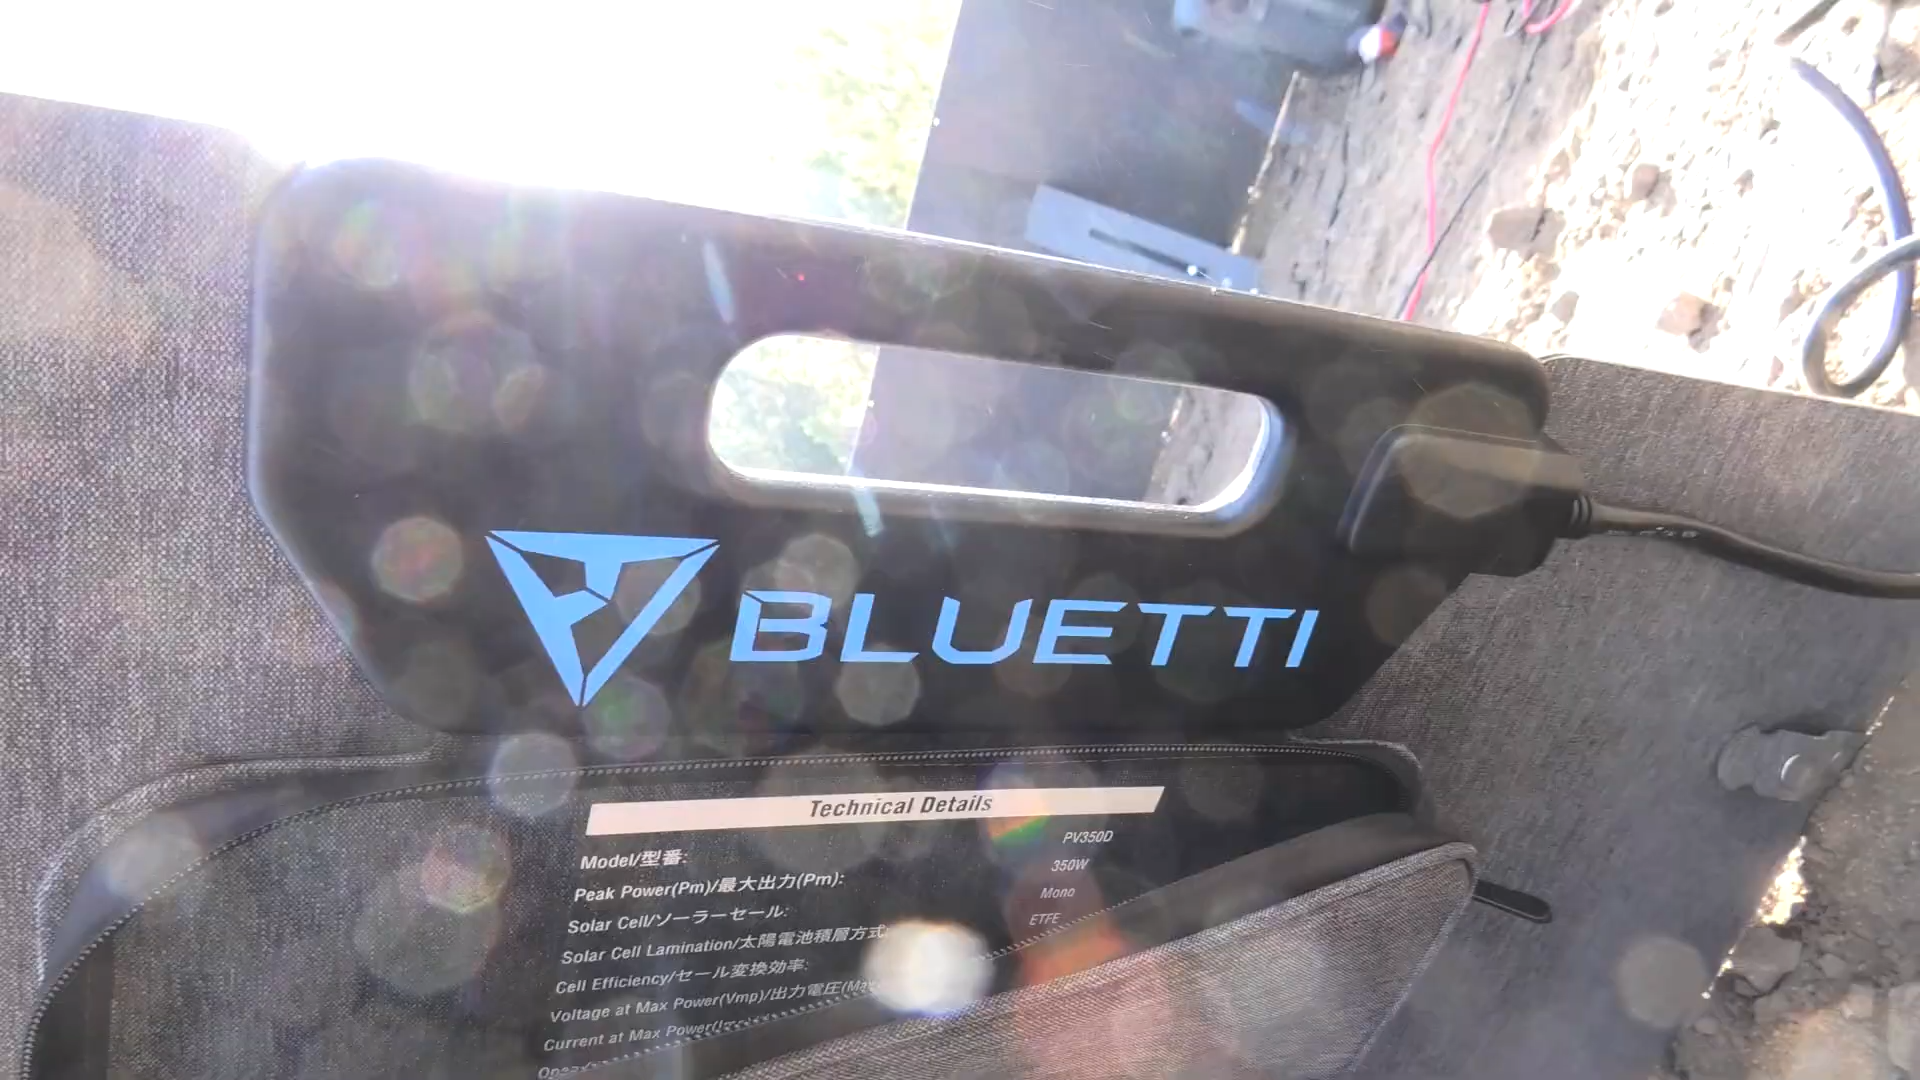 BLUETTI
Technical Details
Model/型番: PV350D
Peak Power(Pm)/最大出力(Pm): 350W
Solar Cell/ソーラーセール: Mono
Solar Cell Lamination/太陽電池積層方式: ETFE
Cell Efficiency/セール変換効率:
Voltage at Max Power(Vmp)/出力電圧(Max
Current at Max Power(Imp)